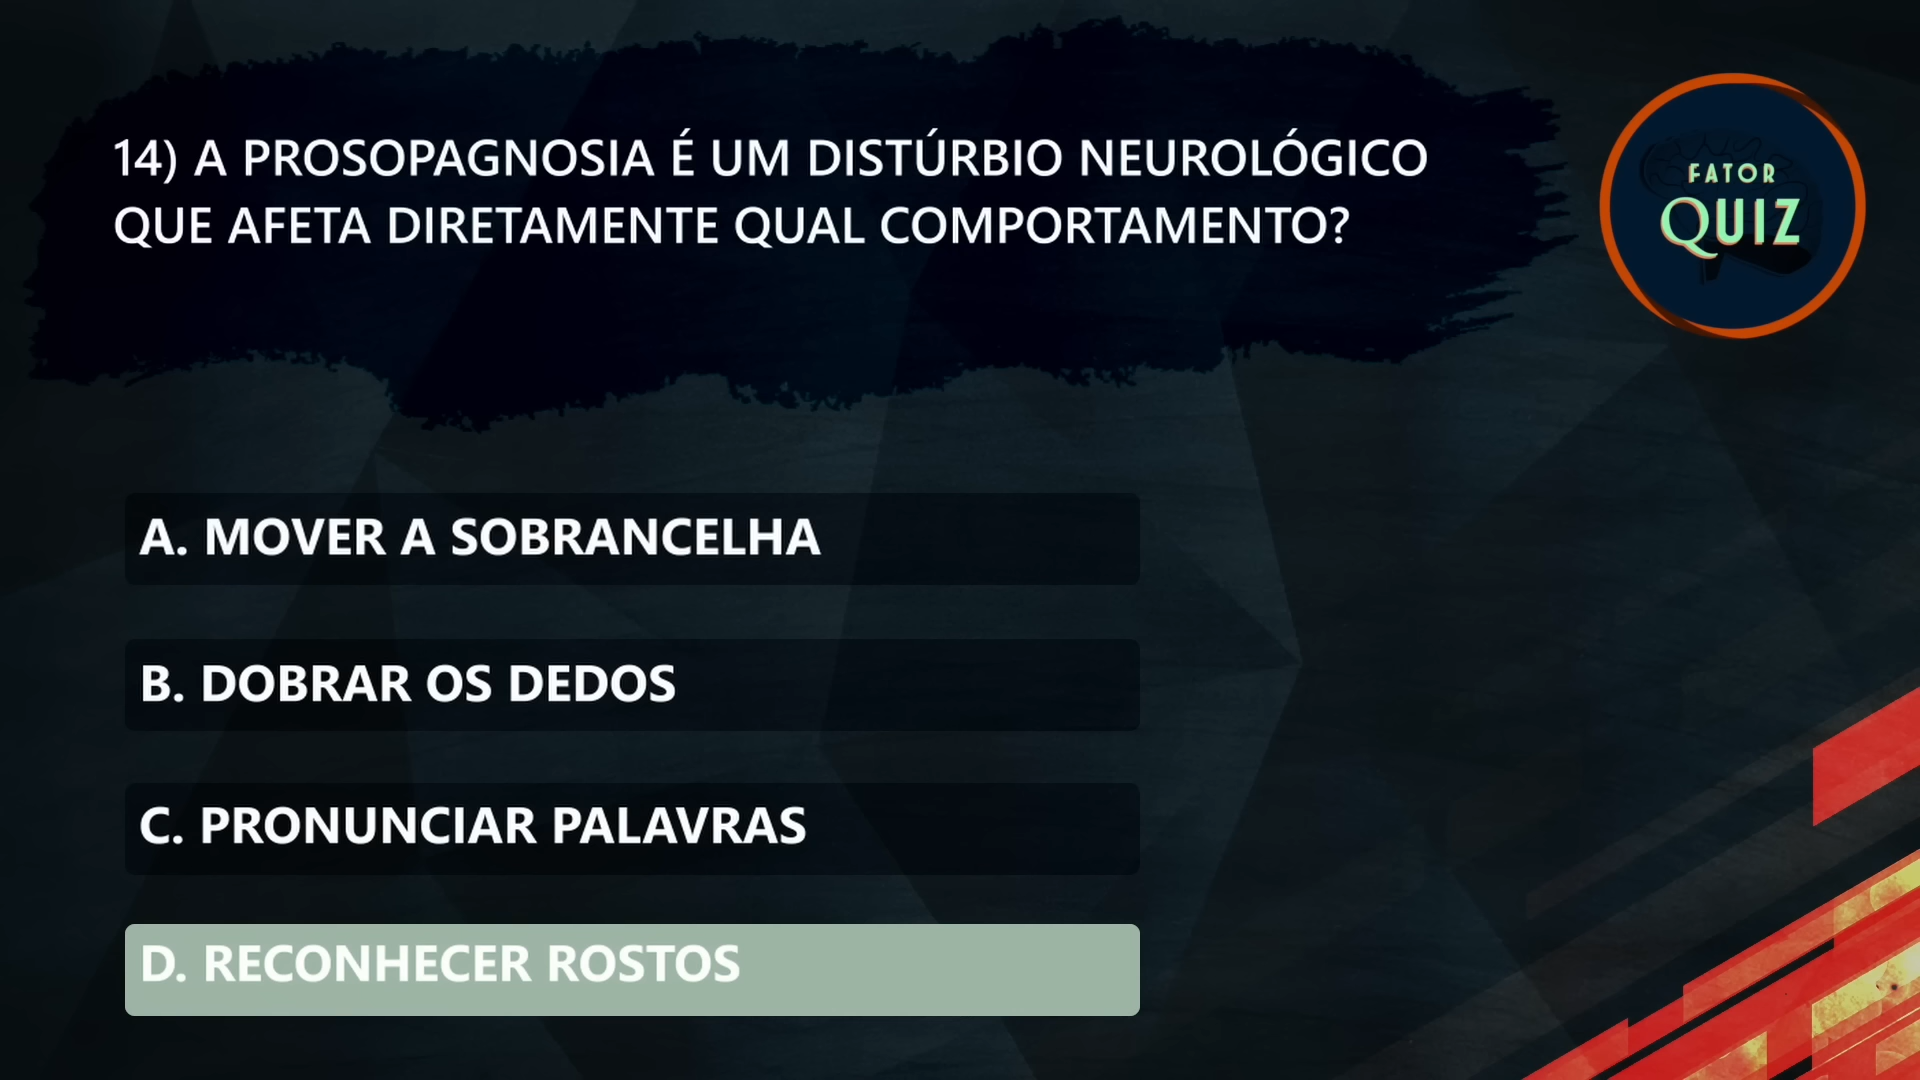 14) A PROSOPAGNOSIA É UM DISTÚRBIO NEUROLÓGICO
QUE AFETA DIRETAMENTE QUAL COMPORTAMENTO?
FATOR
QUIZ
A. MOVER A SOBRANCELHA
B. DOBRAR OS DEDOS
C. PRONUNCIAR PALAVRAS
D. RECONHECER ROSTOS